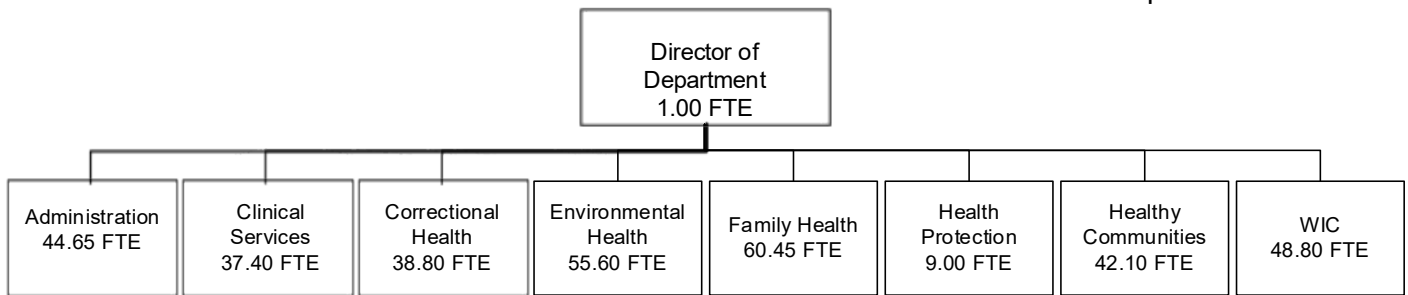 Director of
Department
1.00 FTE
Administration
44.65 FTE
Clinical
Services
37.40 FTE
Correctional
Health
38.80 FTE
Environmental
Health
55.60 FTE
Family Health
60.45 FTE
Health
Protection
9.00 FTE
Healthy
Communities
42.10 FTE
WIC
48.80 FTE